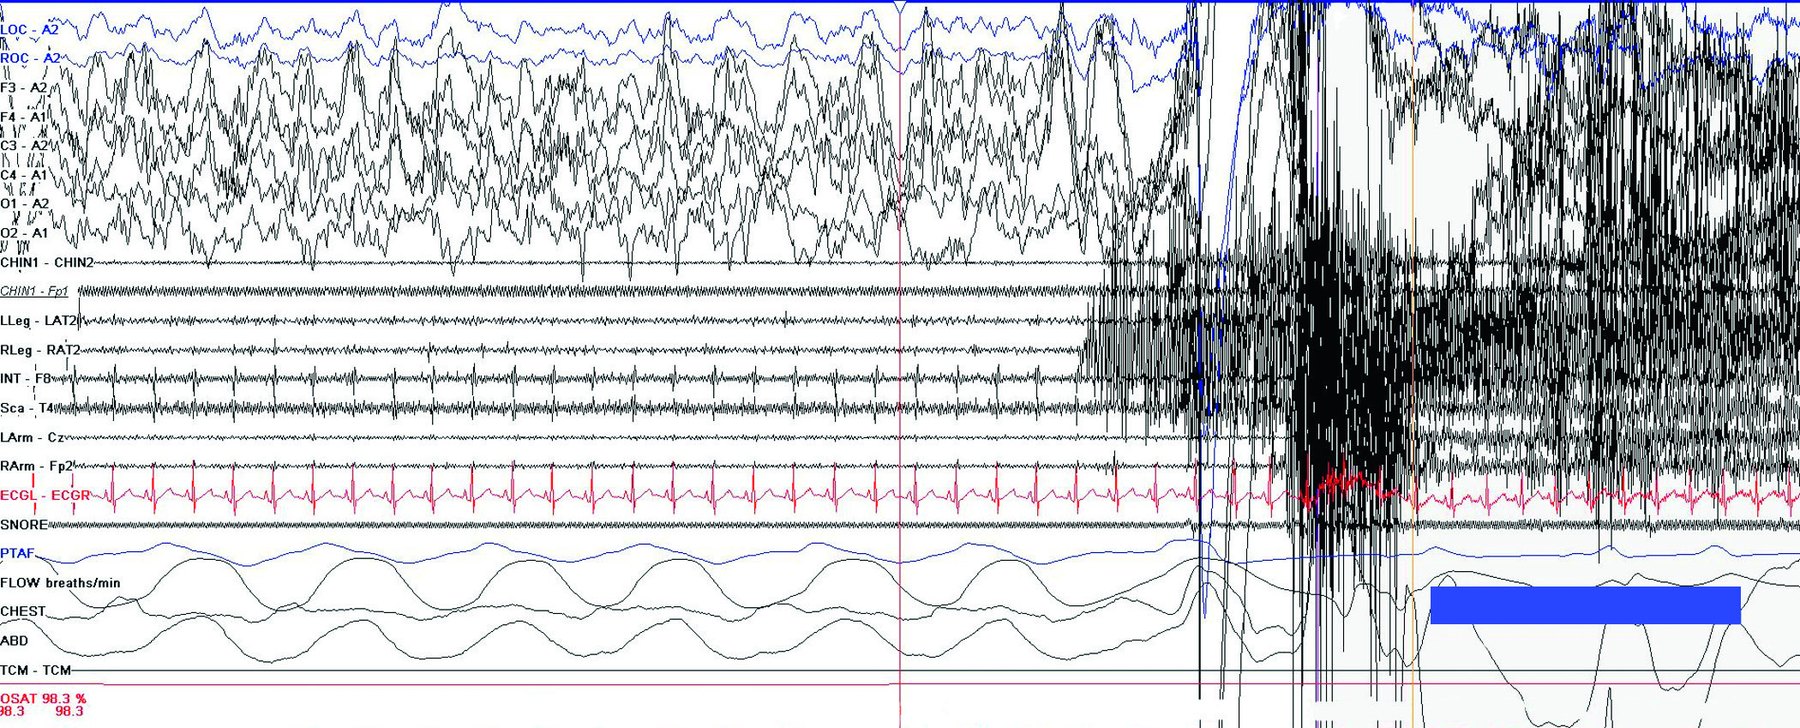 LOC - A2
ROC - A2
F3 - A2
F4 - A1
C3 - A2
C4 - A1
O1 - A2
O2 - A1
CHIN1 - CHIN2
CHIN1 - Fp1
LLeg - LAT2
RLeg - RAT2
INT - F8
Sca - T4
LArm - Cz
RArm - Fp2
ECGL - ECGR
SNORE
PTAF
FLOW breaths/min
CHEST
ABD
TCM - TCM
OSAT 98.3 %
98.3 98.3